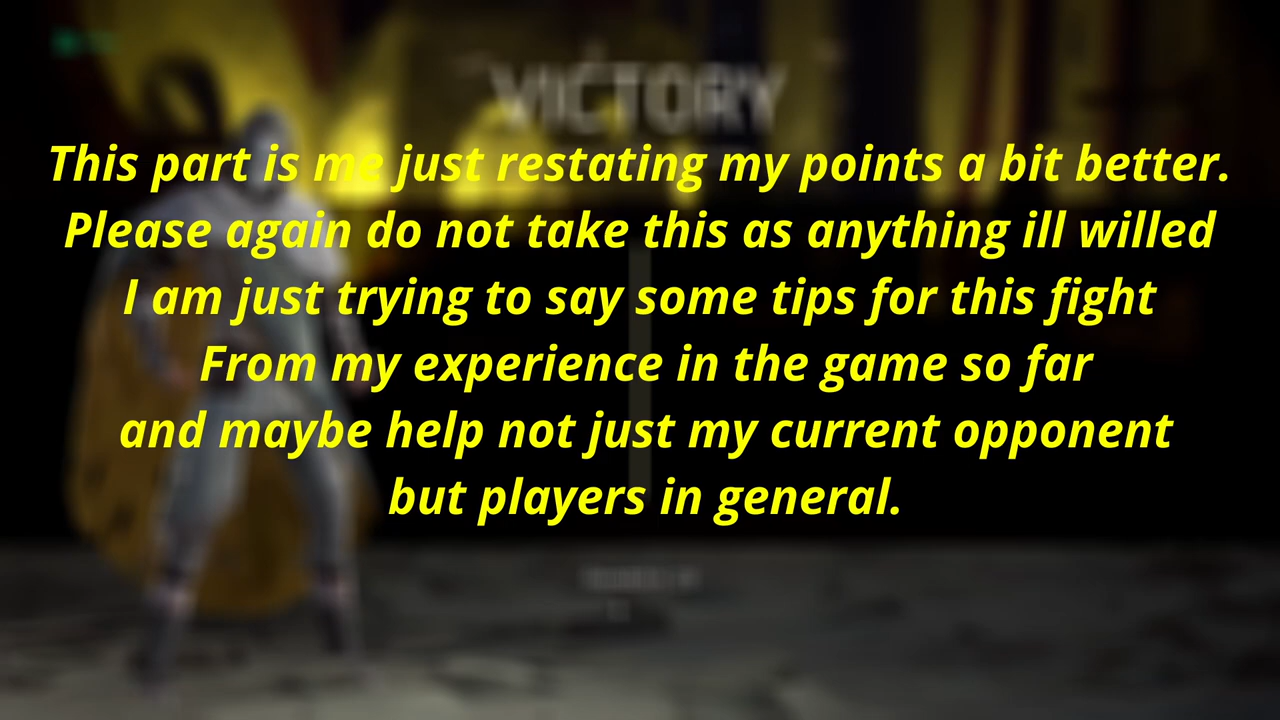 VICTORY
This part is me just restating my points a bit better.
Please again do not take this as anything ill willed
I am just trying to say some tips for this fight
From my experience in the game so far
and maybe help not just my current opponent
but players in general.